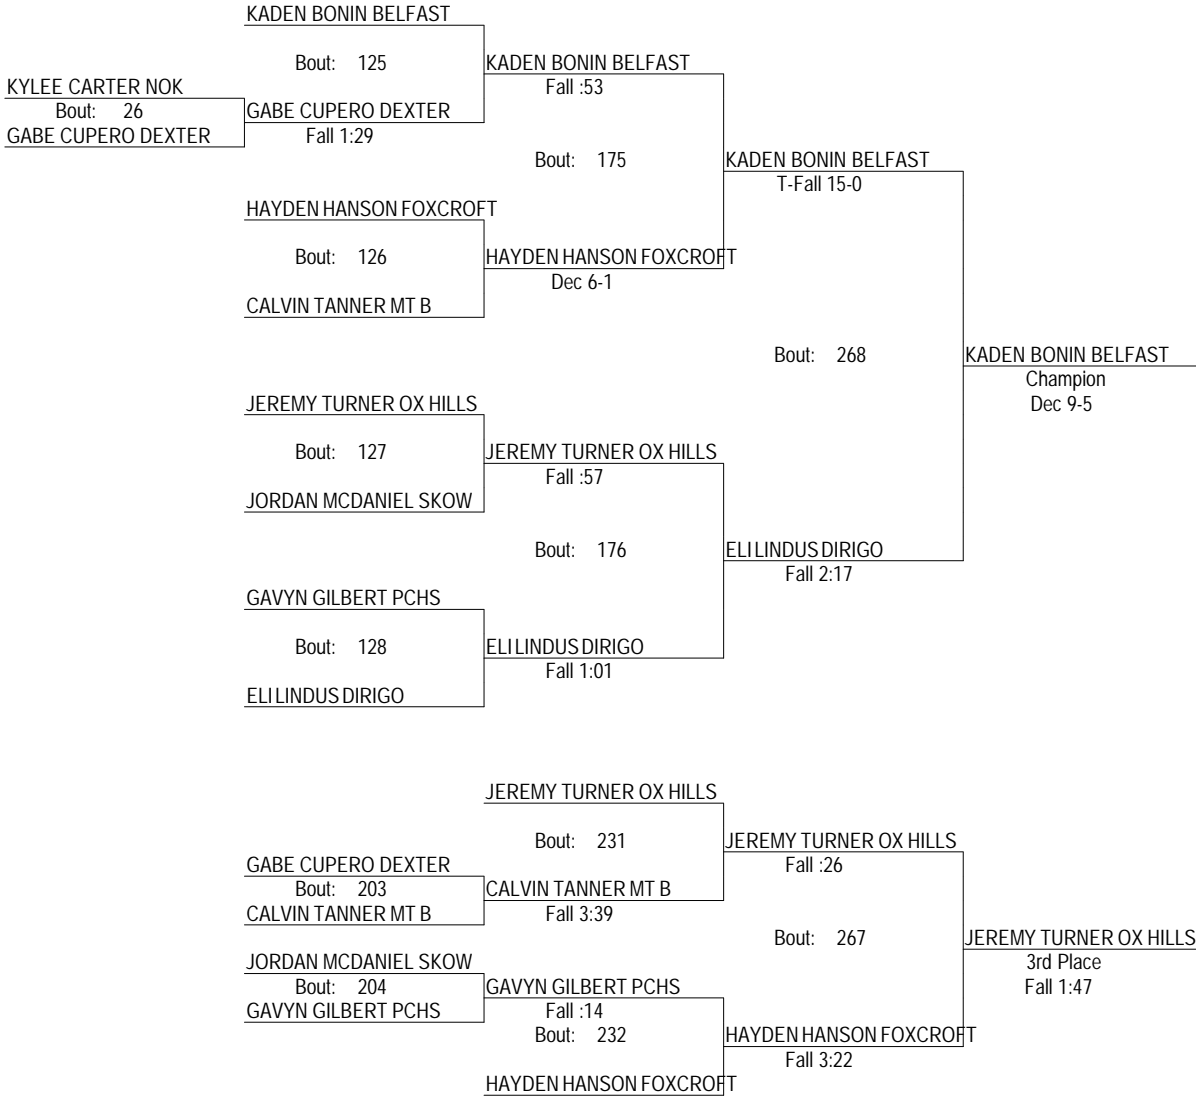 KADEN BONIN BELFAST
Bout: 125
KADEN BONIN BELFAST
Fall :53
KYLEE CARTER NOK
Bout: 26
GABE CUPERO DEXTER
GABE CUPERO DEXTER
Fall 1:29
Bout: 175
KADEN BONIN BELFAST
T-Fall 15-0
HAYDEN HANSON FOXCROFT
Bout: 126
HAYDEN HANSON FOXCROFT
Dec 6-1
CALVIN TANNER MT B
Bout: 268
KADEN BONIN BELFAST
Champion
Dec 9-5
JEREMY TURNER OX HILLS
Bout: 127
JEREMY TURNER OX HILLS
Fall :57
JORDAN MCDANIEL SKOW
Bout: 176
ELI LINDUS DIRIGO
Fall 2:17
GAVYN GILBERT PCHS
Bout: 128
ELI LINDUS DIRIGO
Fall 1:01
ELI LINDUS DIRIGO
JEREMY TURNER OX HILLS
Bout: 231
JEREMY TURNER OX HILLS
Fall :26
GABE CUPERO DEXTER
Bout: 203
CALVIN TANNER MT B
CALVIN TANNER MT B
Fall 3:39
Bout: 267
JEREMY TURNER OX HILLS
3rd Place
Fall 1:47
JORDAN MCDANIEL SKOW
Bout: 204
GAVYN GILBERT PCHS
GAVYN GILBERT PCHS
Fall :14
Bout: 232
HAYDEN HANSON FOXCROFT
Fall 3:22
HAYDEN HANSON FOXCROFT